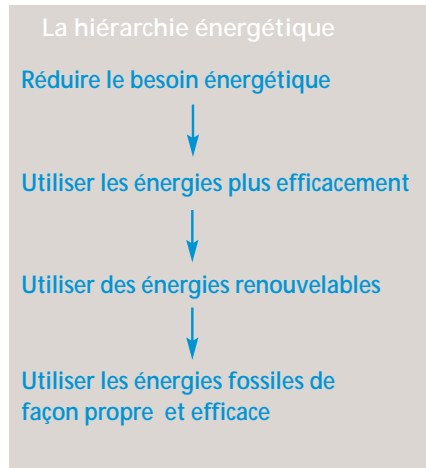 La hiérarchie énergétique
Réduire le besoin énergétique
Utiliser les énergies plus efficacement
Utiliser des énergies renouvelables
Utiliser les énergies fossiles de
façon propre et efficace